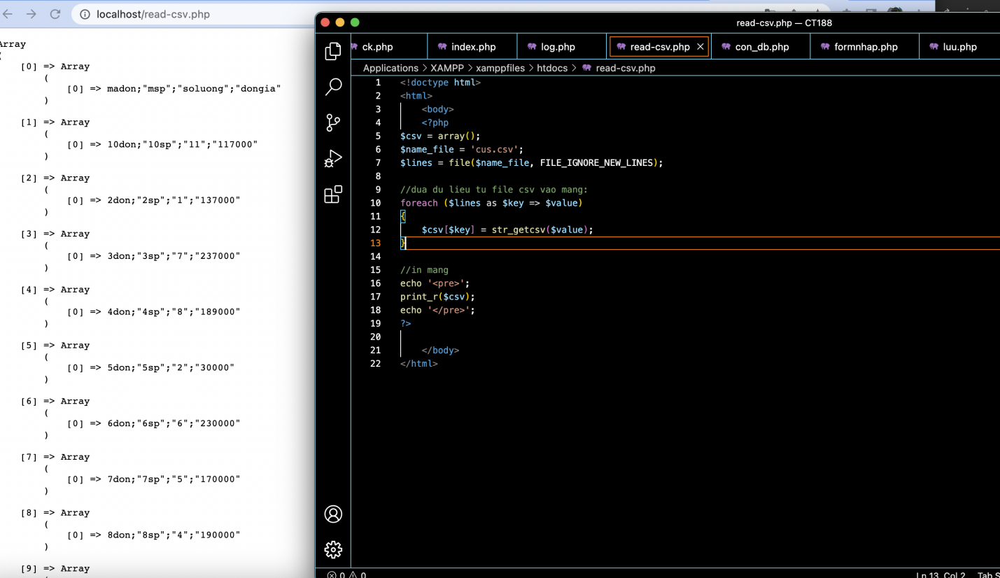 localhost/read-csv.php
Array
(
[0] => Array
(
[0] => madon;"msp";"soluong";"dongia"
)
[1] => Array
(
[0] => 10don;"10sp";"11";"117000"
)
[2] => Array
(
[0] => 2don;"2sp";"1";"137000"
)
[3] => Array
(
[0] => 3don;"3sp";"7";"237000"
)
[4] => Array
(
[0] => 4don;"4sp";"8";"189000"
)
[5] => Array
(
[0] => 5don;"5sp";"2";"30000"
)
[6] => Array
(
[0] => 6don;"6sp";"6";"230000"
)
[7] => Array
(
[0] => 7don;"7sp";"5";"170000"
)
[8] => Array
(
[0] => 8don;"8sp";"4";"190000"
)
[9] => Array
read-csv.php — CT188
ck.php index.php log.php read-csv.php con_db.php formnhap.php luu.php
Applications > XAMPP > xamppfiles > htdocs > read-csv.php
1 <!doctype html>
2 <html>
3 <body>
4 <?php
5 $csv = array();
6 $name_file = 'cus.csv';
7 $lines = file($name_file, FILE_IGNORE_NEW_LINES);
8
9 //dua du lieu tu file csv vao mang:
10 foreach ($lines as $key => $value)
11 {
12 $csv[$key] = str_getcsv($value);
13 }
14
15 //in mang
16 echo '<pre>';
17 print_r($csv);
18 echo '</pre>';
19 ?>
20
21 </body>
22 </html>
0 0 Ln 13, Col 2